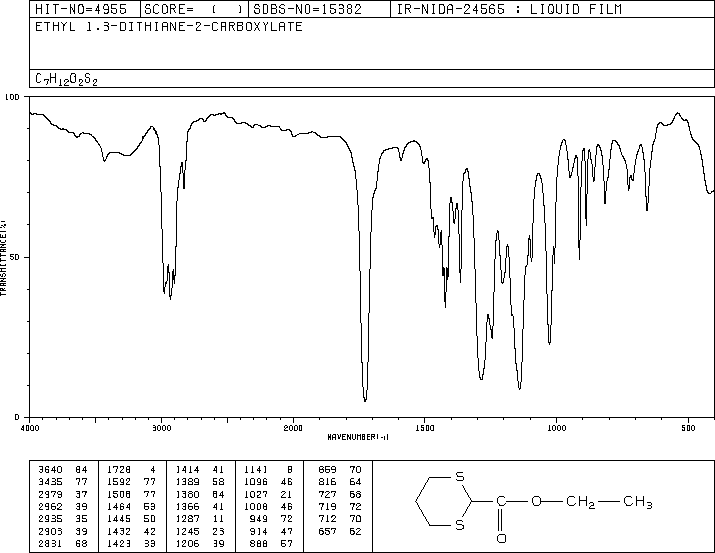 HIT-NO=4955 SCORE= ( ) SDBS-NO=15382 IR-NIDA-24565 : LIQUID FILM
ETHYL 1,3-DITHIANE-2-CARBOXYLATE
C7H12O2S2
100
50
0
TRANSMITTANCE(%)
4000 3000 2000 1500 1000 500
WAVENUMBER(-1)
3640 84 1728 4 1414 41 1141 8 859 70
3435 77 1592 77 1389 58 1096 46 816 64
2979 37 1508 77 1380 84 1027 21 727 68
2962 39 1464 53 1366 41 1008 46 719 72
2935 35 1445 50 1287 11 949 72 712 70
2903 39 1432 42 1245 23 914 47 657 62
2831 68 1423 33 1206 39 888 57
S
S
C
O
O
CH2
CH3